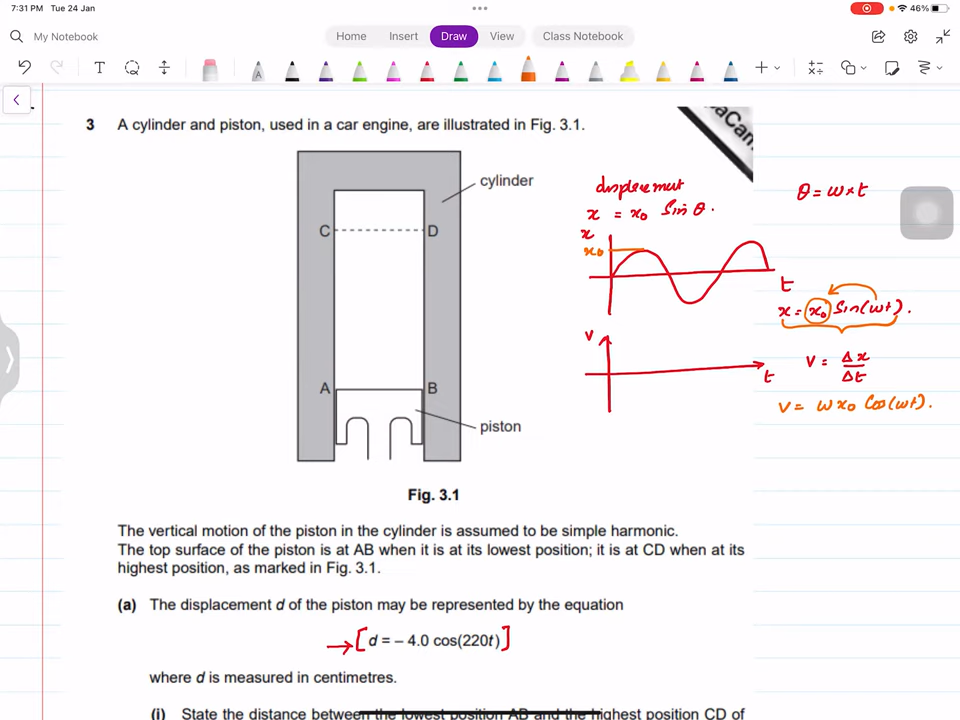 7:31 PM Tue 24 Jan
46%
My Notebook
Home Insert Draw View Class Notebook
T
A
3 A cylinder and piston, used in a car engine, are illustrated in Fig. 3.1.
aCam
cylinder
C D
A B
piston
Fig. 3.1
displacement
x = x₀ Sin θ.
θ = ω×t
x
x₀
t
x = x₀ Sin(ωt).
v
t
v = Δx/Δt
v = ωx₀ Cos(ωt).
The vertical motion of the piston in the cylinder is assumed to be simple harmonic.
The top surface of the piston is at AB when it is at its lowest position; it is at CD when at its
highest position, as marked in Fig. 3.1.
(a) The displacement d of the piston may be represented by the equation
→[d = – 4.0 cos(220t)]
where d is measured in centimetres.
(i) State the distance between the lowest position AB and the highest position CD of